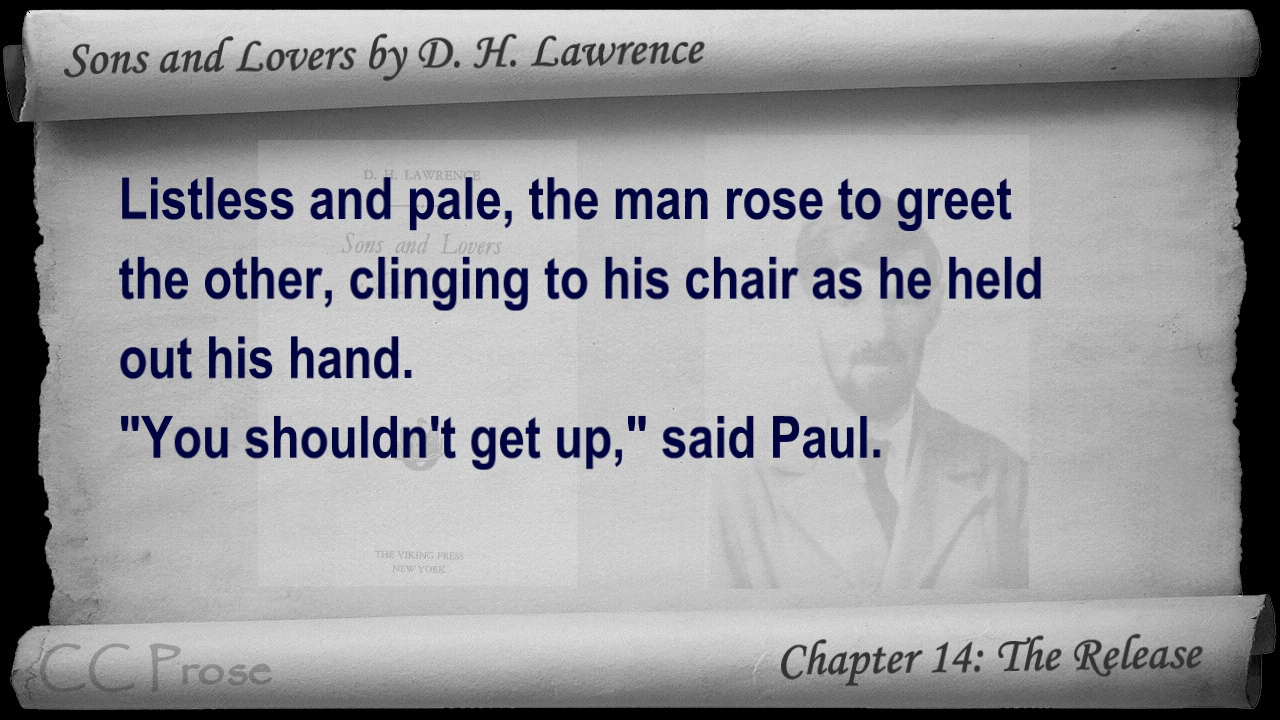 Sons and Lovers by D. H. Lawrence
D. H. LAWRENCE
Sons and Lovers
Listless and pale, the man rose to greet
the other, clinging to his chair as he held
out his hand.
"You shouldn't get up," said Paul.
THE VIKING PRESS
NEW YORK
CC Prose
Chapter 14: The Release